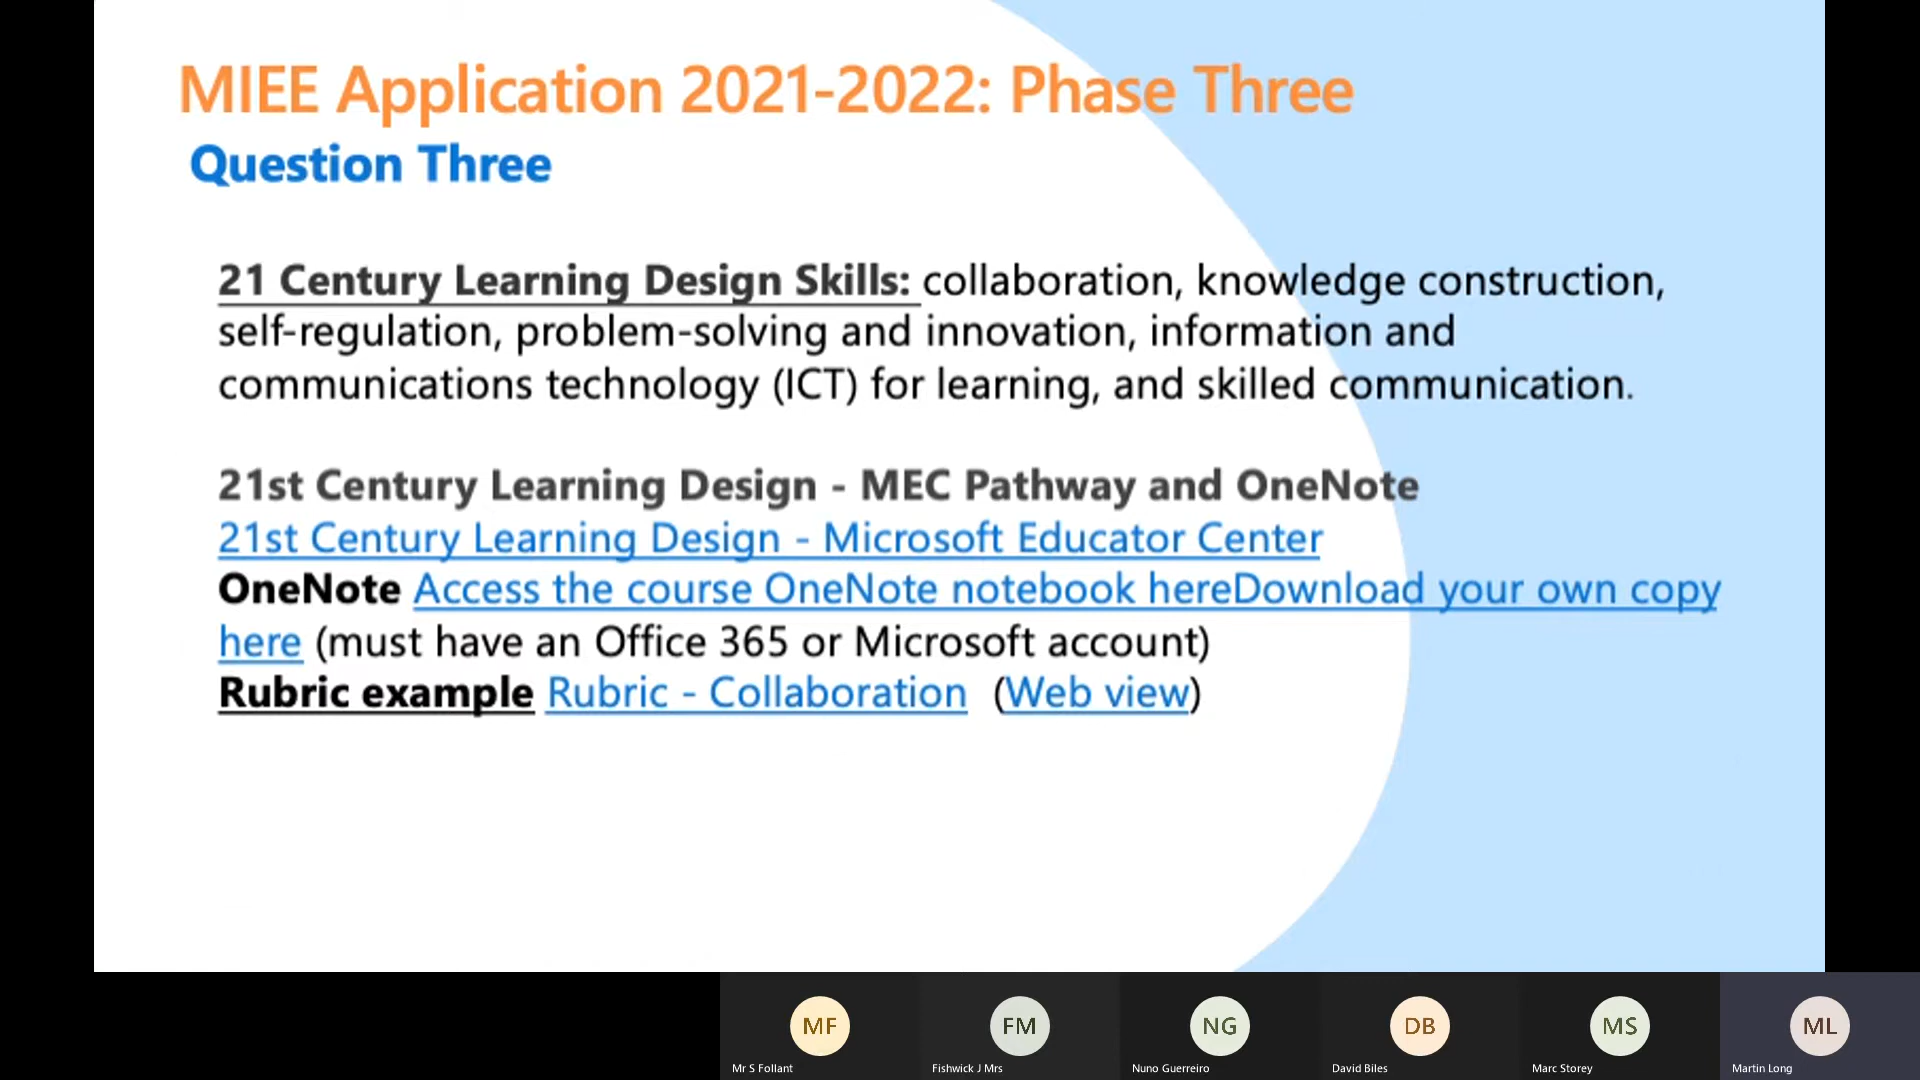 MIEE Application 2021-2022: Phase Three
Question Three
21 Century Learning Design Skills: collaboration, knowledge construction,
self-regulation, problem-solving and innovation, information and
communications technology (ICT) for learning, and skilled communication.
21st Century Learning Design - MEC Pathway and OneNote
21st Century Learning Design - Microsoft Educator Center
OneNote Access the course OneNote notebook hereDownload your own copy
here (must have an Office 365 or Microsoft account)
Rubric example Rubric - Collaboration (Web view)
MF FM NG DB MS ML
Mr S Follant Fishwick J Mrs Nuno Guerreiro David Biles Marc Storey Martin Long